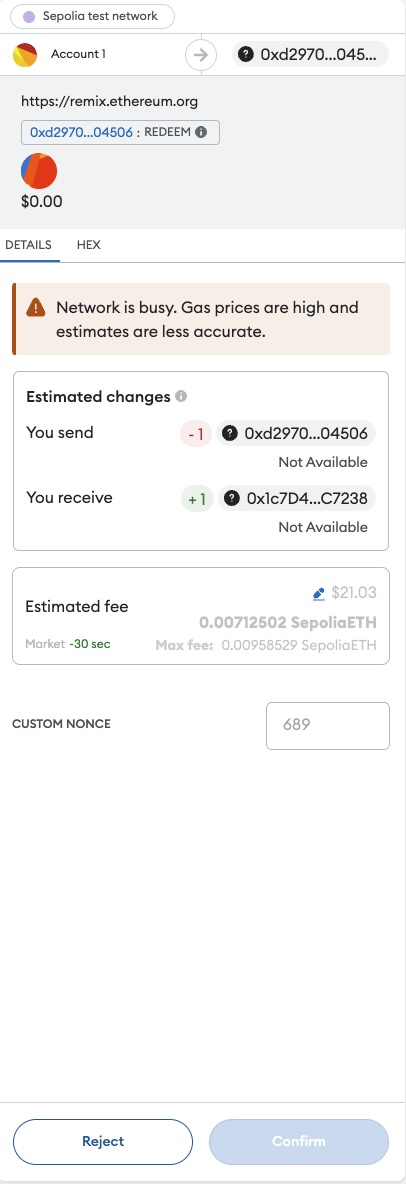 Sepolia test network
Account 1
0xd2970...045...
https://remix.ethereum.org
0xd2970...04506 : REDEEM
$0.00
DETAILS HEX
Network is busy. Gas prices are high and
estimates are less accurate.
Estimated changes
You send - 1 0xd2970...04506
Not Available
You receive + 1 0x1c7D4...C7238
Not Available
$21.03
Estimated fee
0.00712502 SepoliaETH
Market ~30 sec Max fee: 0.00958529 SepoliaETH
CUSTOM NONCE 689
Reject Confirm